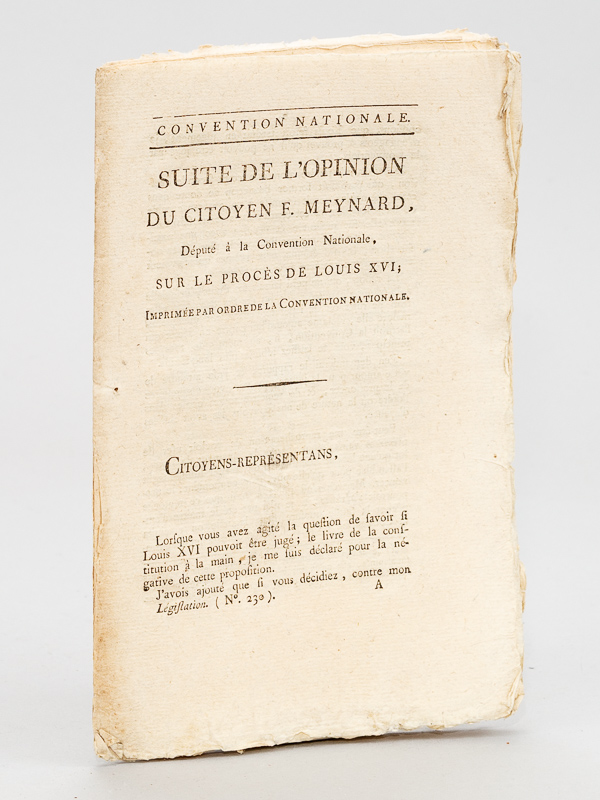 CONVENTION NATIONALE.
SUITE DE L'OPINION
DU CITOYEN F. MEYNARD,
Député à la Convention Nationale,
SUR LE PROCÈS DE LOUIS XVI;
IMPRIMÉE PAR ORDRE DE LA CONVENTION NATIONALE.
CITOYENS-REPRÉSENTANS,
Lorſque vous avez agité la queſtion de ſavoir ſi
Louis XVI pouvoit être jugé; le livre de la conſ-
titution à la main, je me ſuis déclaré pour la né-
gative de cette propoſition.
J'avois ajouté que ſi vous décidiez, contre mon
Légiſlation. (N°. 230). A